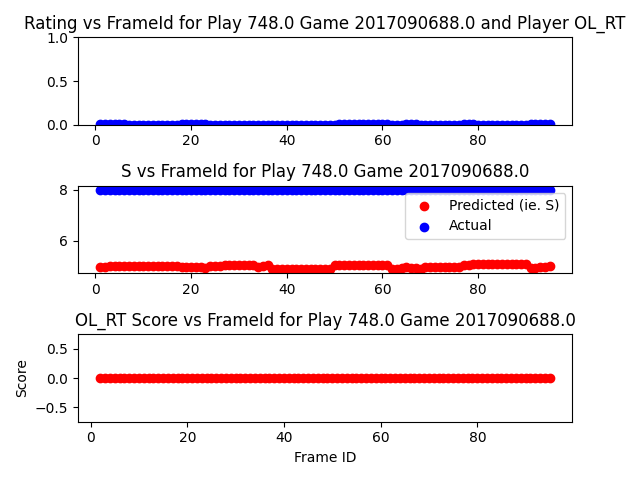 Rating vs FrameId for Play 748.0 Game 2017090688.0 and Player OL_RT
1.0
0.5
0.0
0 20 40 60 80
S vs FrameId for Play 748.0 Game 2017090688.0
8
6
Predicted (ie. S)
Actual
0 20 40 60 80
OL_RT Score vs FrameId for Play 748.0 Game 2017090688.0
Score
0.5
0.0
−0.5
0 20 40 60 80
Frame ID